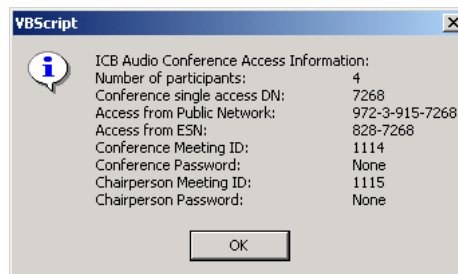 VBScript
ICB Audio Conference Access Information:
Number of participants: 4
Conference single access DN: 7268
Access from Public Network: 972-3-915-7268
Access from ESN: 828-7268
Conference Meeting ID: 1114
Conference Password: None
Chairperson Meeting ID: 1115
Chairperson Password: None
OK